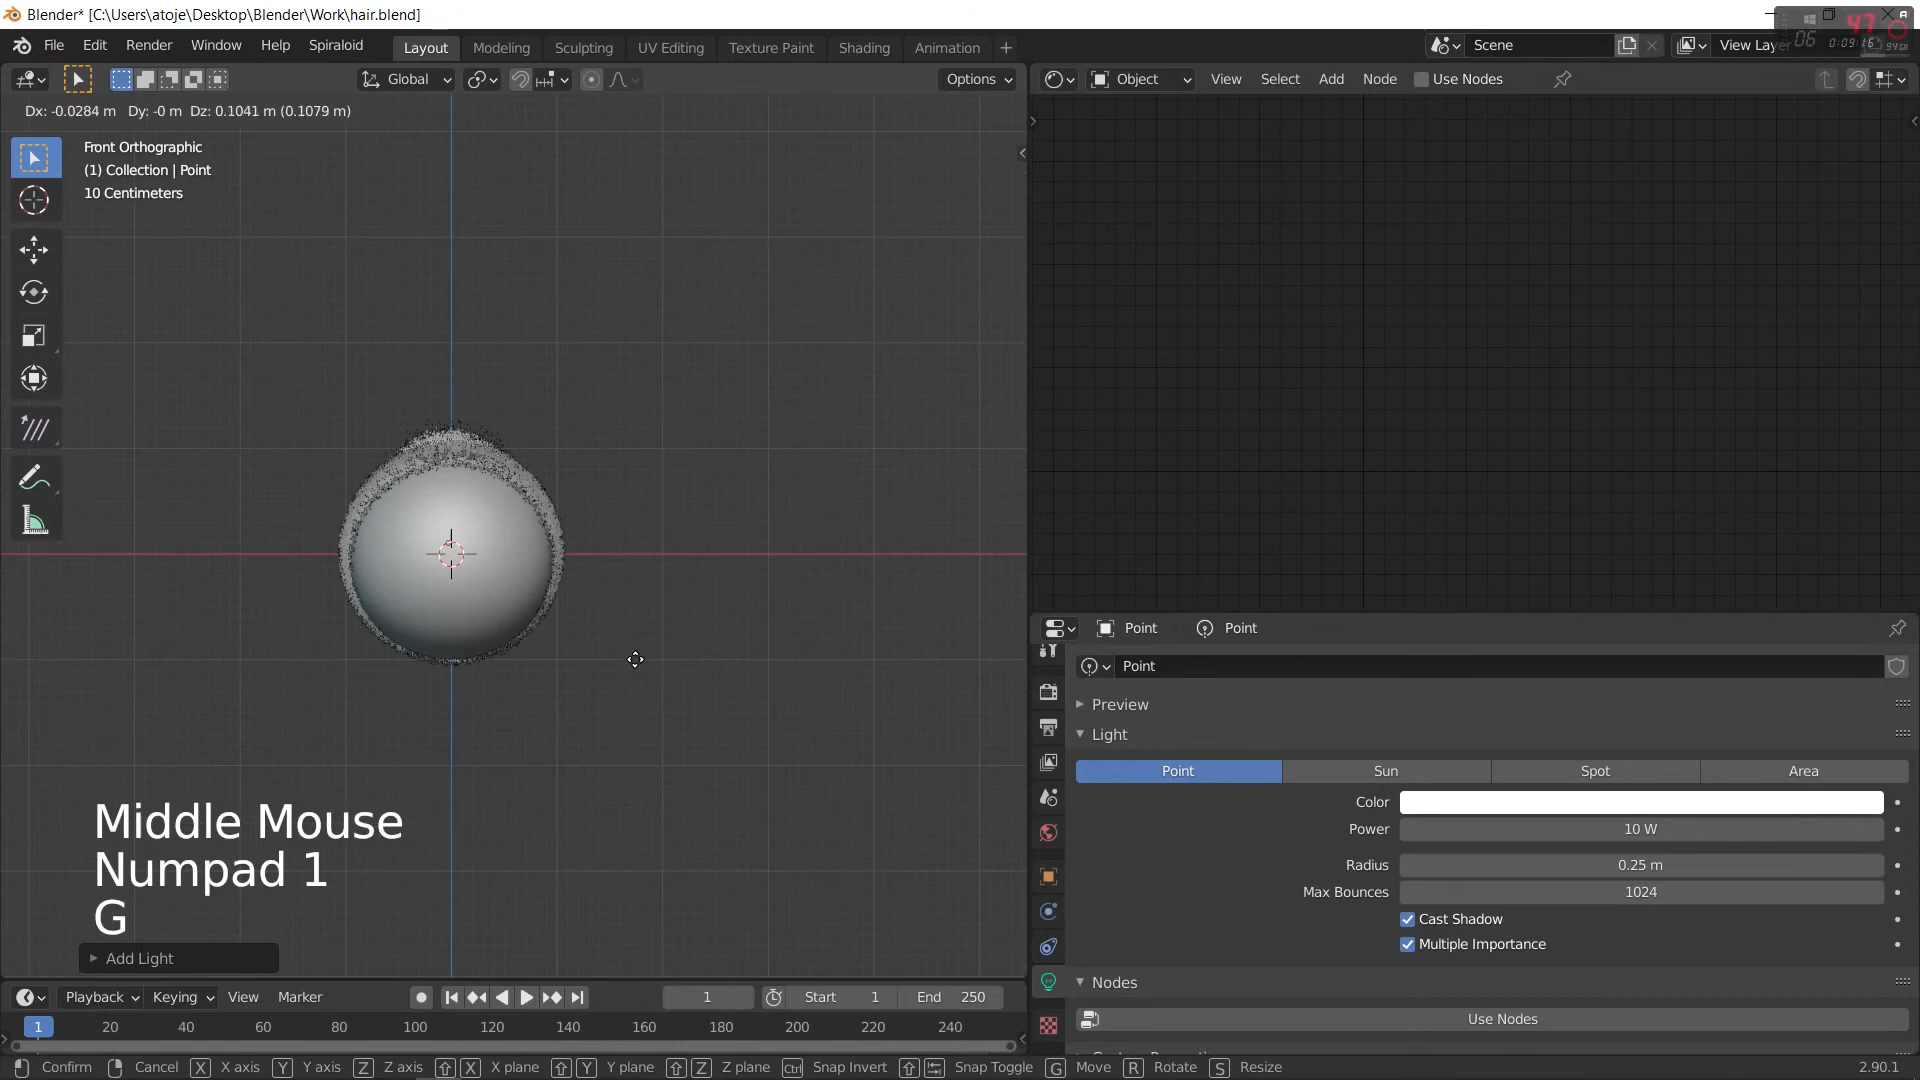 Blender* [C:\Users\atoje\Desktop\Blender\Work\hair.blend]
File Edit Render Window Help Spiraloid
Layout Modeling Sculpting UV Editing Texture Paint Shading Animation +
Scene
View Layer
47
06 0:09:16
Global
Options
Object View Select Add Node Use Nodes
Dx: -0.0284 m Dy: -0 m Dz: 0.1041 m (0.1079 m)
Front Orthographic
(1) Collection | Point
10 Centimeters
Middle Mouse
Numpad 1
G
Add Light
Point Point
Point
Preview
Light
Point Sun Spot Area
Color
Power 10 W
Radius 0.25 m
Max Bounces 1024
Cast Shadow
Multiple Importance
Nodes
Use Nodes
Playback Keying View Marker
1
Start 1 End 250
1 20 40 60 80 100 120 140 160 180 200 220 240
Confirm Cancel X X axis Y Y axis Z Z axis X X plane Y Y plane Z Z plane Ctrl Snap Invert Snap Toggle G Move R Rotate S Resize 2.90.1